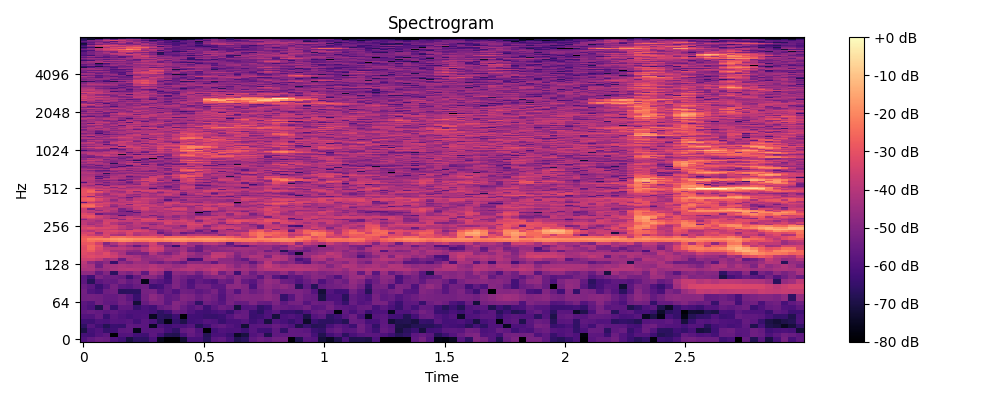 Spectrogram
Hz
4096
2048
1024
512
256
128
64
0
0
0.5
1
1.5
2
2.5
Time
+0 dB
-10 dB
-20 dB
-30 dB
-40 dB
-50 dB
-60 dB
-70 dB
-80 dB